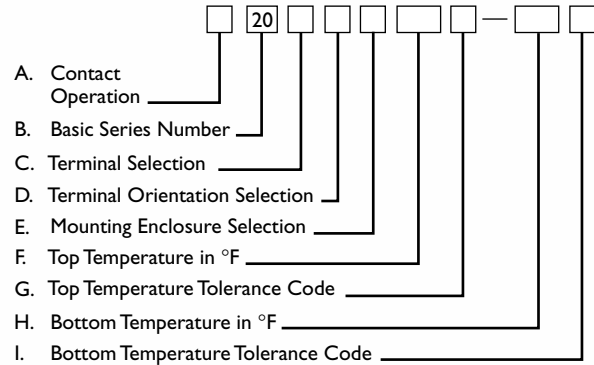 20
A. Contact
Operation
B. Basic Series Number
C. Terminal Selection
D. Terminal Orientation Selection
E. Mounting Enclosure Selection
F. Top Temperature in °F
G. Top Temperature Tolerance Code
H. Bottom Temperature in °F
I. Bottom Temperature Tolerance Code